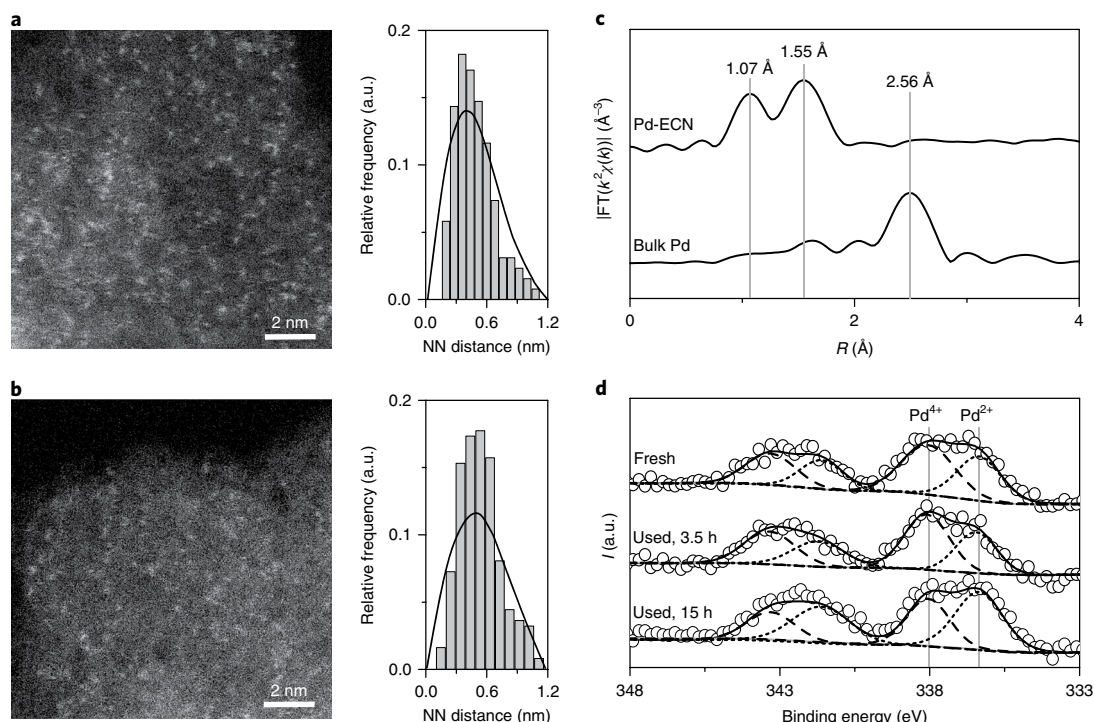 a
2 nm
0.2
0.1
0.0
Relative frequency (a.u.)
0.0 0.6 1.2
NN distance (nm)
b
2 nm
0.2
0.1
0.0
Relative frequency (a.u.)
0.0 0.6 1.2
NN distance (nm)
c
1.07 Å
1.55 Å
2.56 Å
Pd-ECN
Bulk Pd
|FT(k²χ(k))| (Å⁻³)
0 2 4
R (Å)
d
Pd⁴⁺ Pd²⁺
Fresh
Used, 3.5 h
Used, 15 h
I (a.u.)
348 343 338 333
Binding energy (eV)